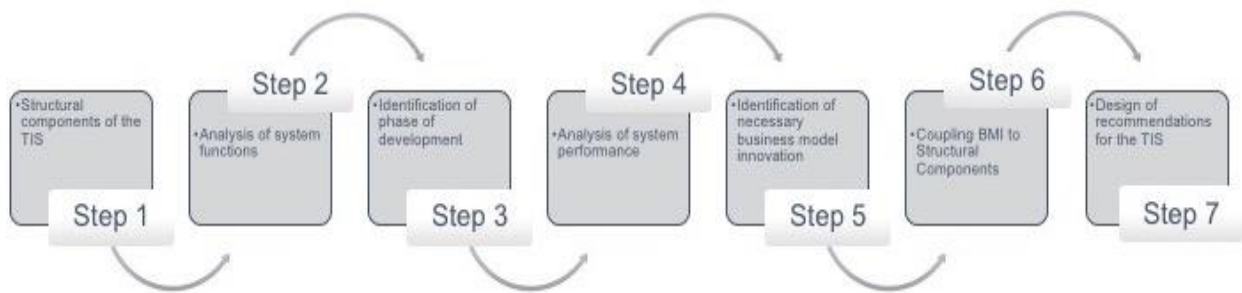 Step 1
•Structural
components of the
TIS
Step 2
•Analysis of system
functions
Step 3
•Identification of
phase of
development
Step 4
•Analysis of system
performance
Step 5
•Identification of
necessary
business model
innovation
Step 6
•Coupling BMI to
Structural
Components
Step 7
•Design of
recommendations
for the TIS